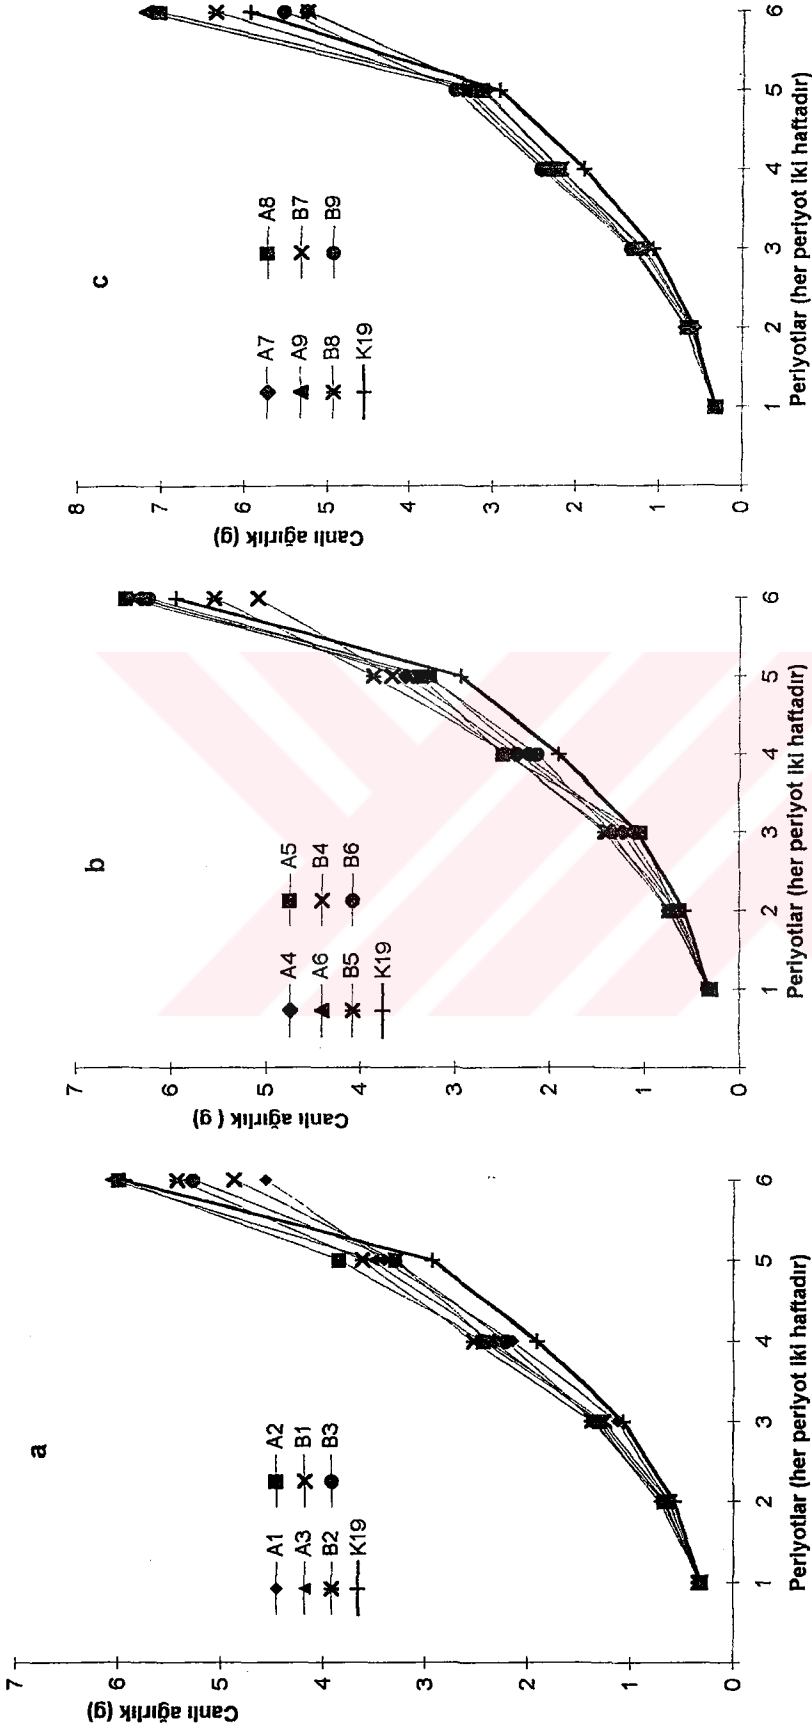 a
Canlı ağırlık (g)
7
6
5
4
3
2
1
0
A1
A2
A3
B1
B2
B3
K19
1 2 3 4 5 6
Periyotlar (her periyot iki haftadır)
b
Canlı ağırlık ( g)
7
6
5
4
3
2
1
0
A4
A5
A6
B4
B5
B6
K19
1 2 3 4 5 6
Periyotlar (her periyot iki haftadır)
c
Canlı ağırlık (g)
8
7
6
5
4
3
2
1
0
A7
A8
A9
B7
B8
B9
K19
1 2 3 4 5 6
Periyotlar (her periyot iki haftadır)